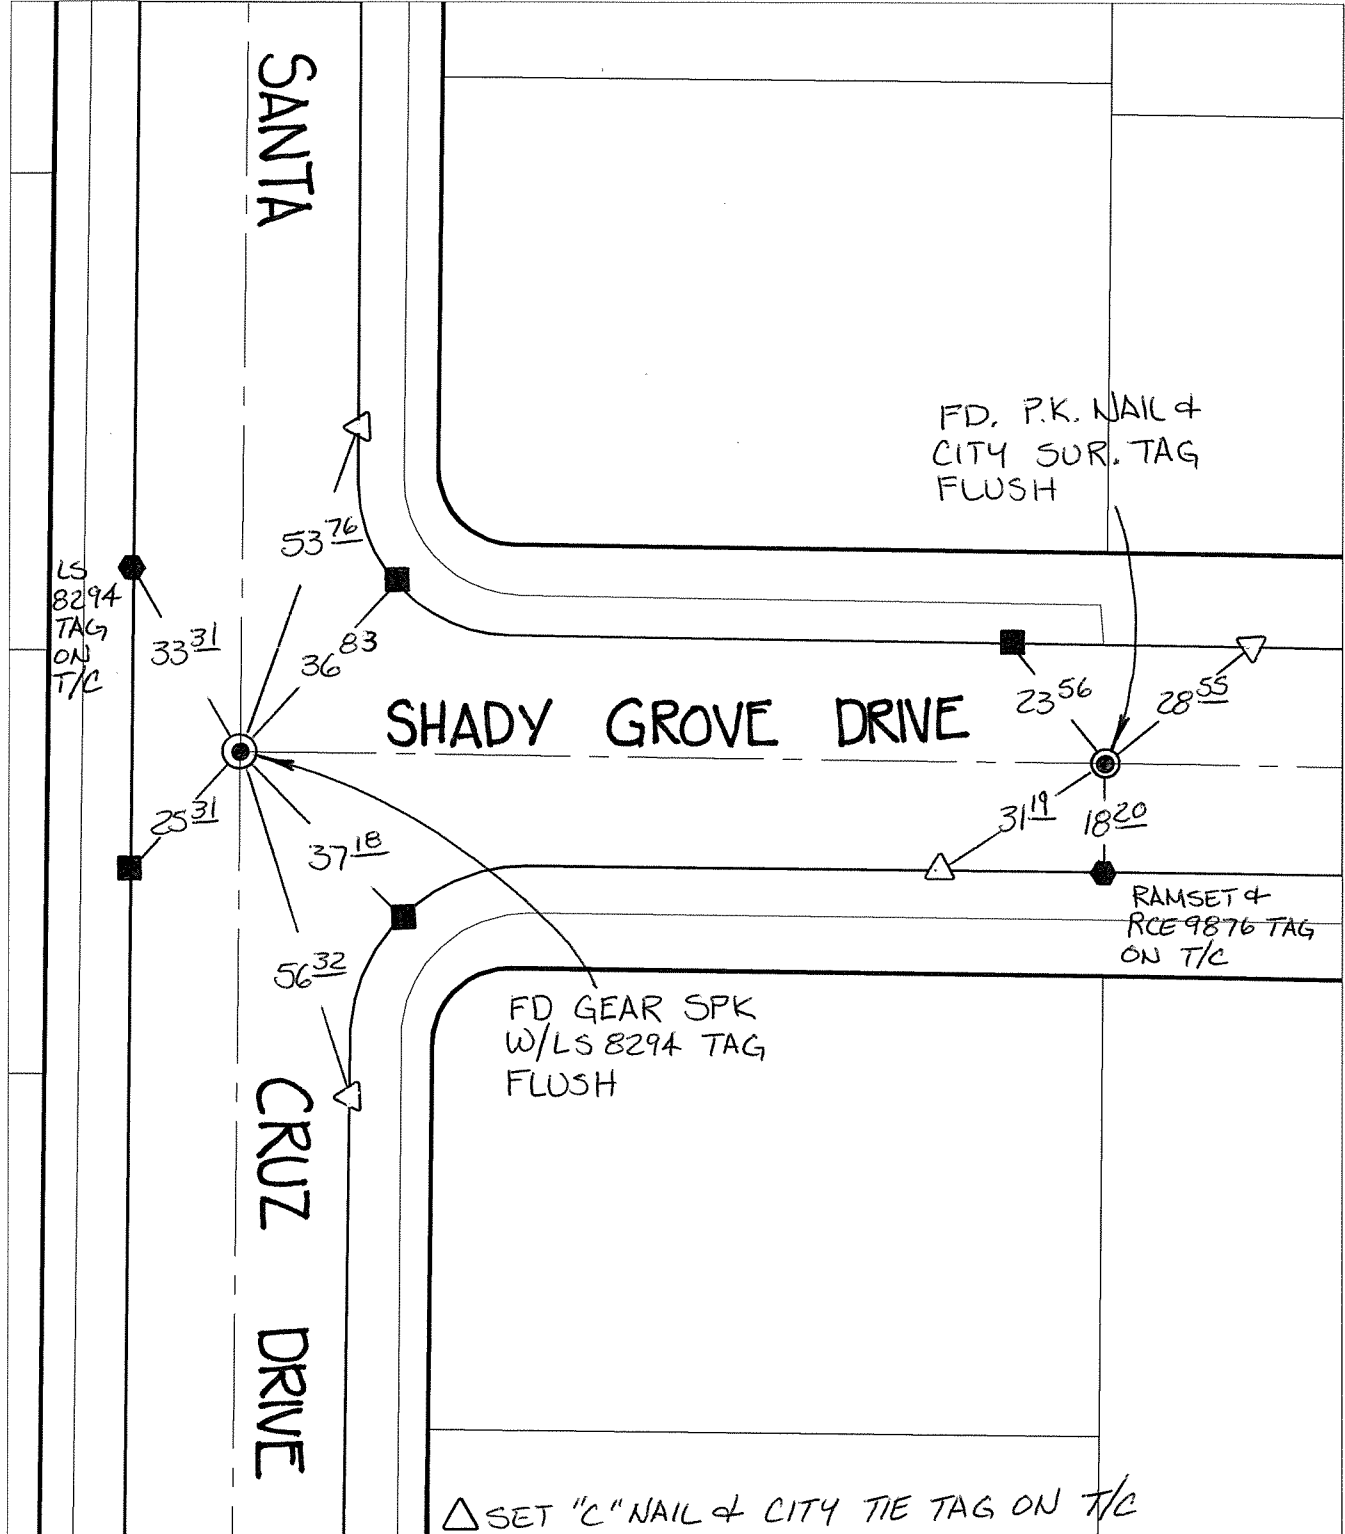 SANTA
FD. P.K. NAIL &
CITY SUR. TAG
FLUSH
53 76
LS
8294
TAG
ON
T/C
33 31
36 83
23 56
28 55
SHADY GROVE DRIVE
25 31
31 19
18 20
37 18
RAMSET &
RCE 9876 TAG
ON T/C
56 32
FD GEAR SPK
W/LS 8294 TAG
FLUSH
CRUZ DRIVE
SET "C" NAIL & CITY TIE TAG ON T/C